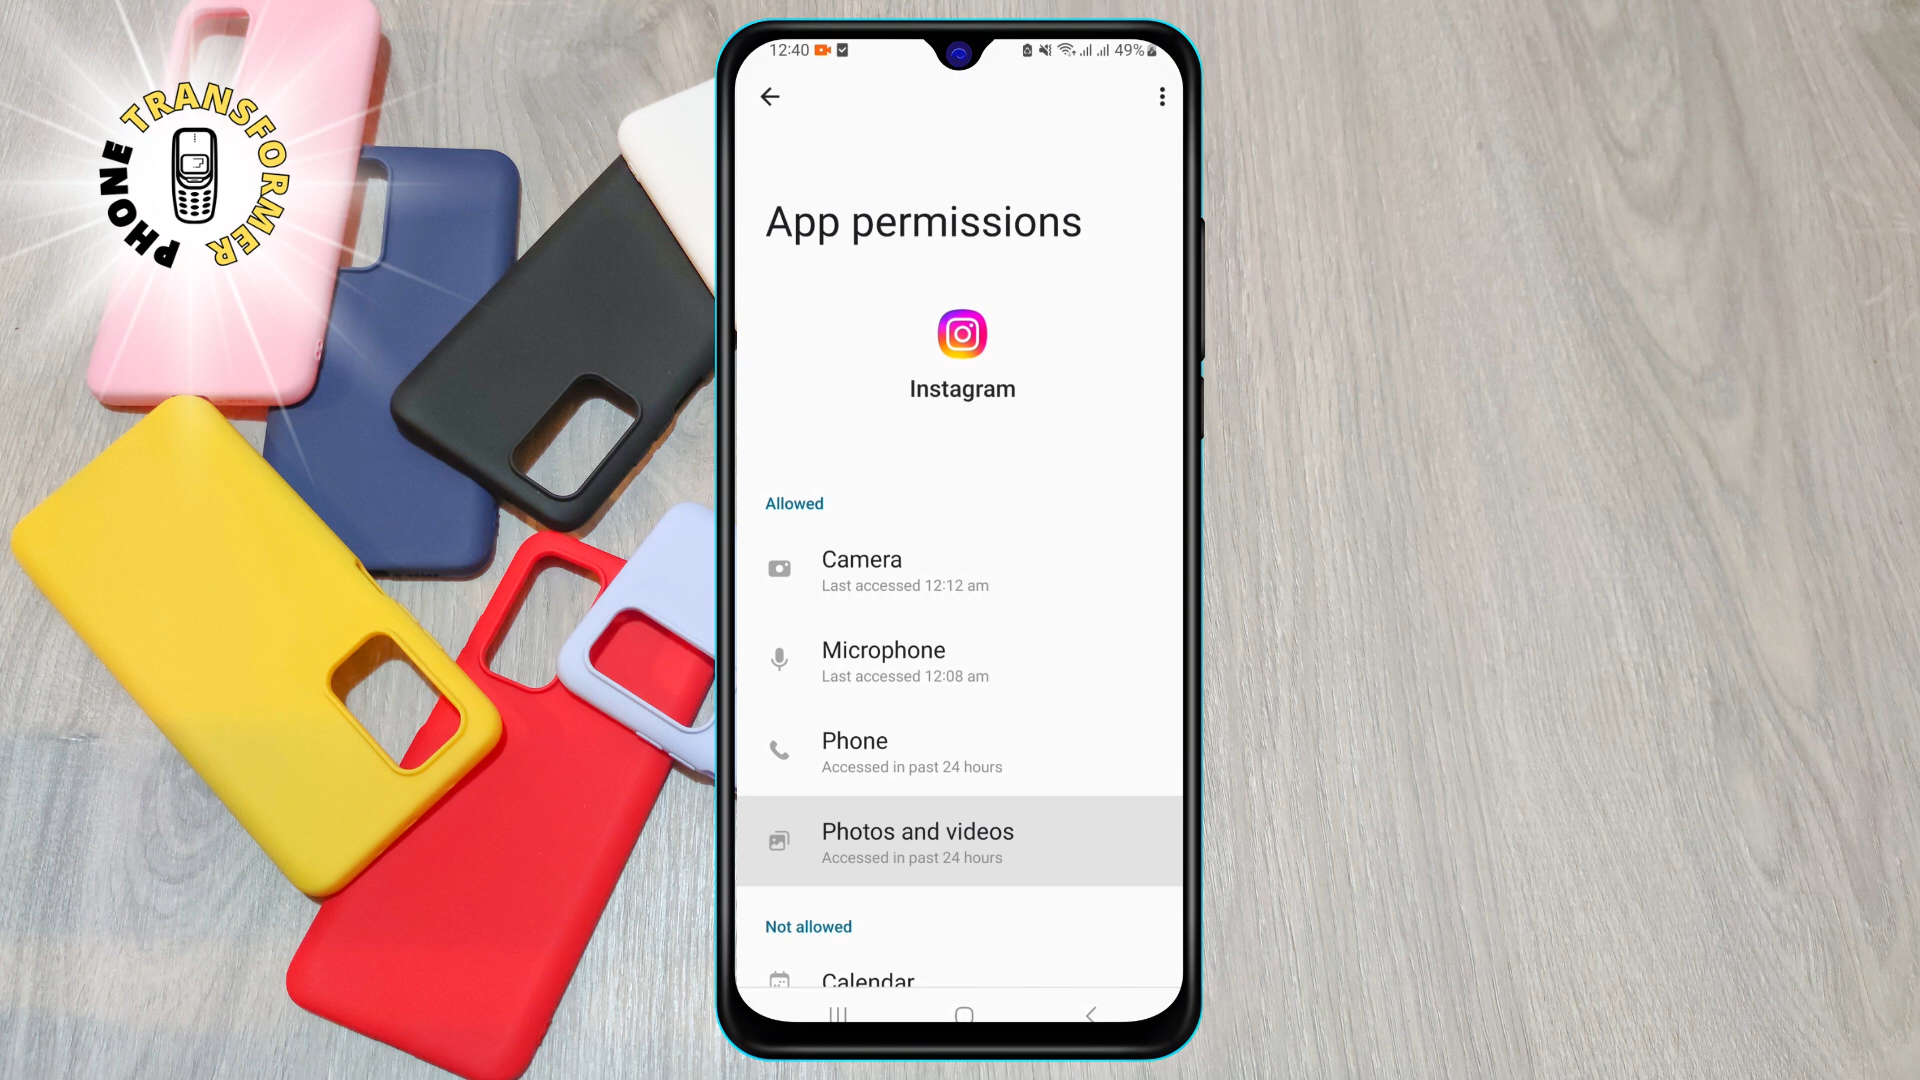 PHONE TRANSFORMER
12:40
49%
App permissions
Instagram
Allowed
Camera
Last accessed 12:12 am
Microphone
Last accessed 12:08 am
Phone
Accessed in past 24 hours
Photos and videos
Accessed in past 24 hours
Not allowed
Calendar